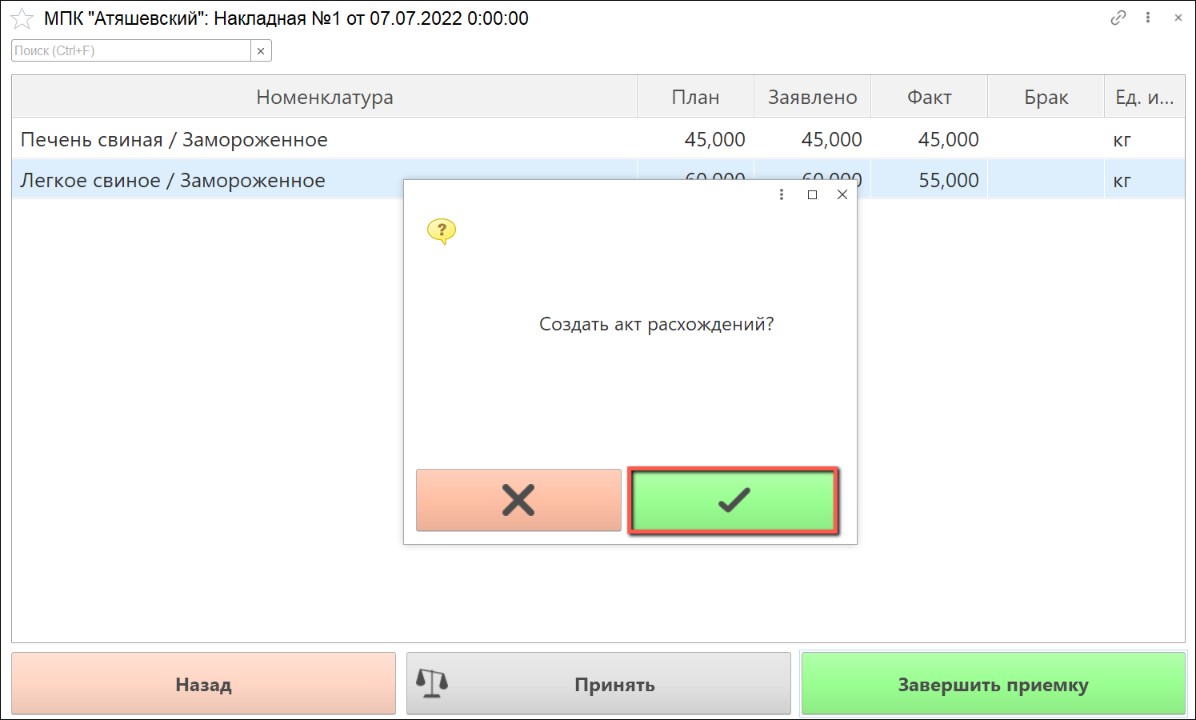 МПК "Атяшевский": Накладная №1 от 07.07.2022 0:00:00
Поиск (Ctrl+F)
Номенклатура План Заявлено Факт Брак Ед. и...
Печень свиная / Замороженное 45,000 45,000 45,000 кг
Легкое свиное / Замороженное 60,000 60,000 55,000 кг
?
Создать акт расхождений?
Назад Принять Завершить приемку